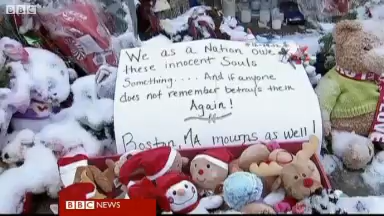 BBC
We as a Nation owe
these innocent Souls
Something..... And if anyone
does not remember betrays them
Again!
Boston, MA mourns as well!
BBC NEWS